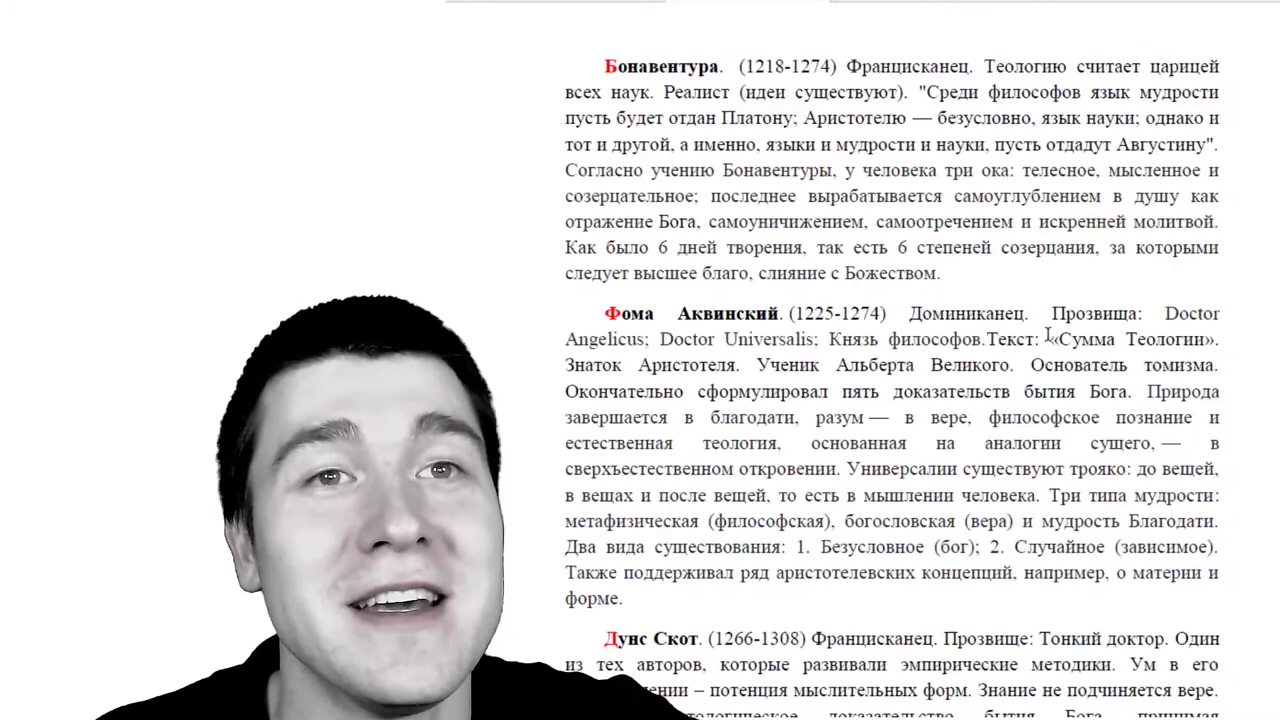 Бонавентура. (1218-1274) Францисканец. Теологию считает царицей
всех наук. Реалист (идеи существуют). "Среди философов язык мудрости
пусть будет отдан Платону; Аристотелю — безусловно, язык науки; однако и
тот и другой, а именно, языки и мудрости и науки, пусть отдадут Августину".
Согласно учению Бонавентуры, у человека три ока: телесное, мысленное и
созерцательное; последнее вырабатывается самоуглублением в душу как
отражение Бога, самоуничижением, самоотречением и искренней молитвой.
Как было 6 дней творения, так есть 6 степеней созерцания, за которыми
следует высшее благо, слияние с Божеством.
Фома Аквинский. (1225-1274) Доминиканец. Прозвища: Doctor
Angelicus; Doctor Universalis; Князь философов.Текст: «Сумма Теологии».
Знаток Аристотеля. Ученик Альберта Великого. Основатель томизма.
Окончательно сформулировал пять доказательств бытия Бога. Природа
завершается в благодати, разум — в вере, философское познание и
естественная теология, основанная на аналогии сущего, — в
сверхъестественном откровении. Универсалии существуют трояко: до вещей,
в вещах и после вещей, то есть в мышлении человека. Три типа мудрости:
метафизическая (философская), богословская (вера) и мудрость Благодати.
Два вида существования: 1. Безусловное (бог); 2. Случайное (зависимое).
Также поддерживал ряд аристотелевских концепций, например, о материи и
форме.
Дунс Скот. (1266-1308) Францисканец. Прозвище: Тонкий доктор. Один
из тех авторов, которые развивали эмпирические методики. Ум в его
– потенция мыслительных форм. Знание не подчиняется вере.
доказательство бытия Бога, принимая